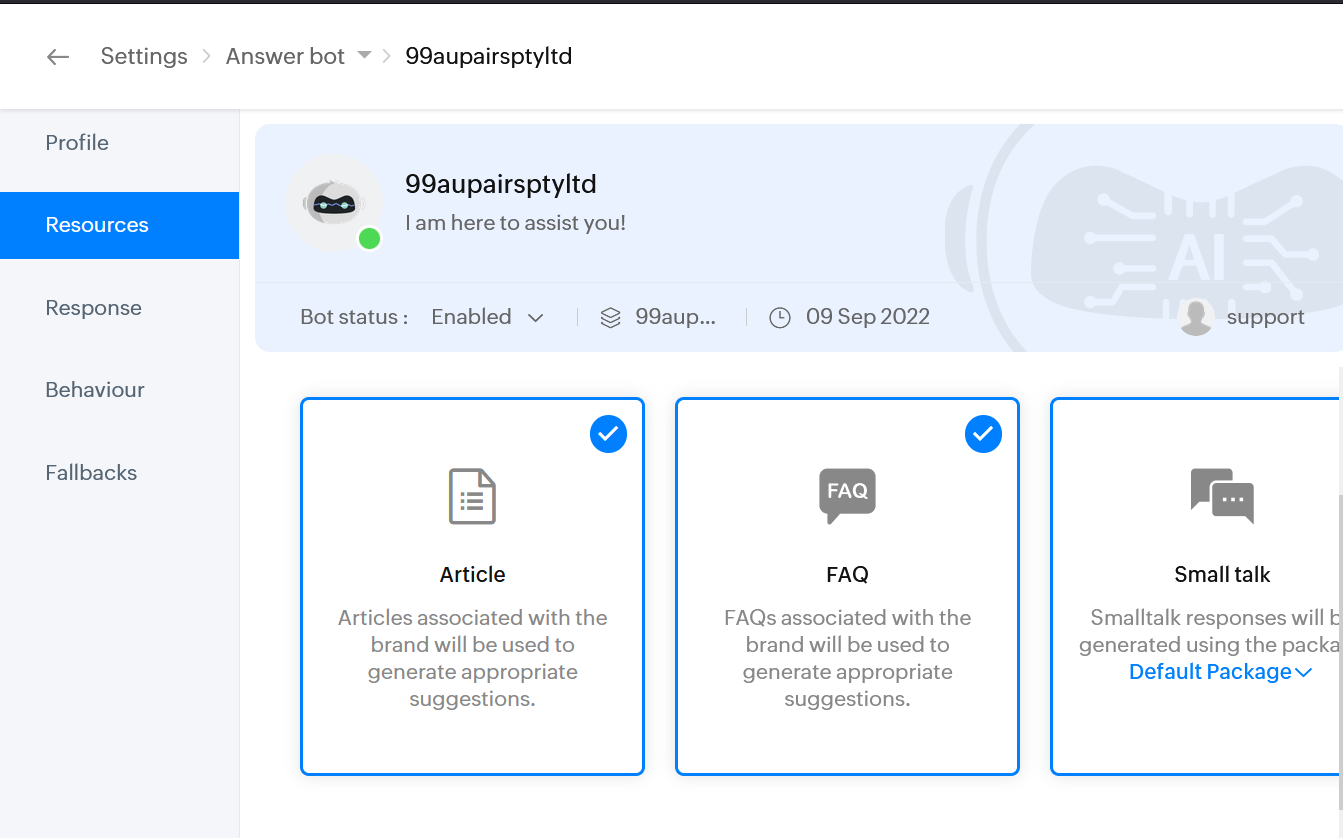 Settings > Answer bot > 99aupairsptyltd
Profile
Resources
Response
Behaviour
Fallbacks
99aupairsptyltd
I am here to assist you!
AI
Bot status : Enabled 99aup... 09 Sep 2022 support
Article
Articles associated with the
brand will be used to
generate appropriate
suggestions.
FAQ
FAQ
FAQs associated with the
brand will be used to
generate appropriate
suggestions.
Small talk
Smalltalk responses will b
generated using the packa
Default Package